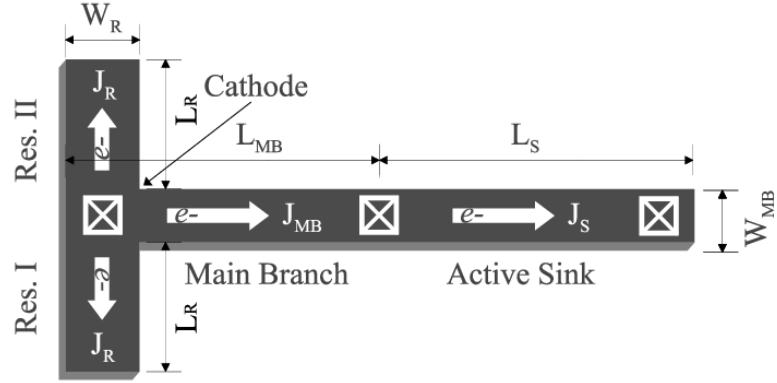 W_R
Cathode
J_R
L_R
Res. II
e-
L_MB
L_S
e-
J_MB
e-
J_S
W_MB
Main Branch
Active Sink
Res. I
e-
L_R
J_R